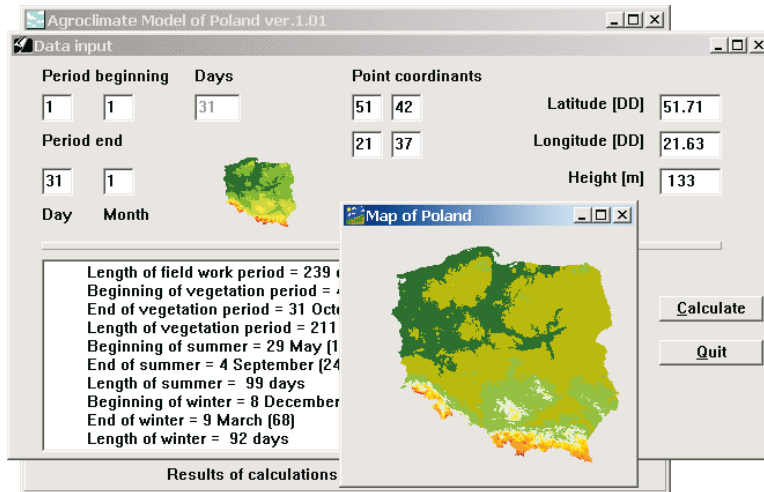 Agroclimate Model of Poland ver.1.01
Data input
Period beginning Days Point coordinants
1 1 31 51 42 Latitude [DD] 51.71
Period end 21 37 Longitude [DD] 21.63
31 1 Height [m] 133
Day Month
Map of Poland
Length of field work period = 239
Beginning of vegetation period =
End of vegetation period = 31 Octo
Length of vegetation period = 211
Beginning of summer = 29 May (1
End of summer = 4 September (24
Length of summer = 99 days
Beginning of winter = 8 December
End of winter = 9 March (68)
Length of winter = 92 days
Calculate
Quit
Results of calculations